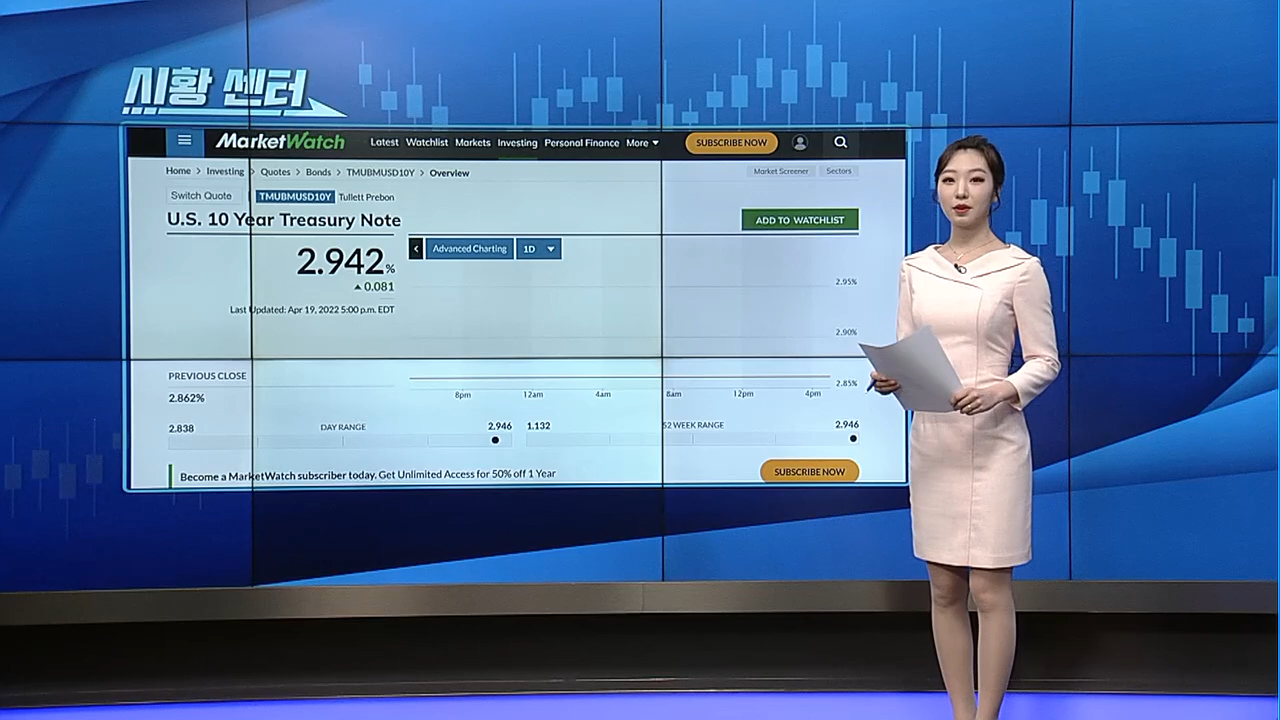 시황 센터
MarketWatch Latest Watchlist Markets Investing Personal Finance More SUBSCRIBE NOW
Home > Investing > Quotes > Bonds > TMUBMUSD10Y > Overview
Market Screener Sectors
Switch Quote TMUBMUSD10Y Tullett Prebon
U.S. 10 Year Treasury Note
ADD TO WATCHLIST
2.942%
0.081
Last Updated: Apr 19, 2022 5:00 p.m. EDT
Advanced Charting 1D
2.95%
2.90%
2.85%
8pm 12am 4am 8am 12pm 4pm
PREVIOUS CLOSE
2.862%
2.838 DAY RANGE 2.946
1.132 52 WEEK RANGE 2.946
Become a MarketWatch subscriber today. Get Unlimited Access for 50% off 1 Year
SUBSCRIBE NOW